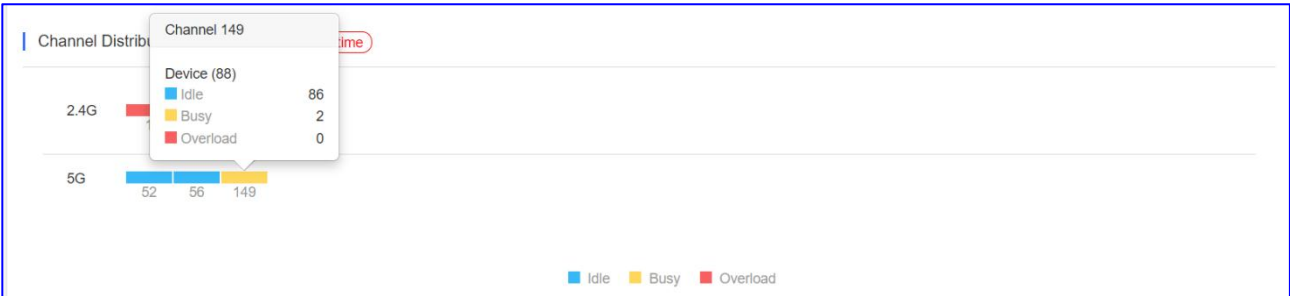 Channel 149
Channel Distribu
time
Device (88)
Idle 86
Busy 2
Overload 0
2.4G
5G
52 56 149
Idle Busy Overload